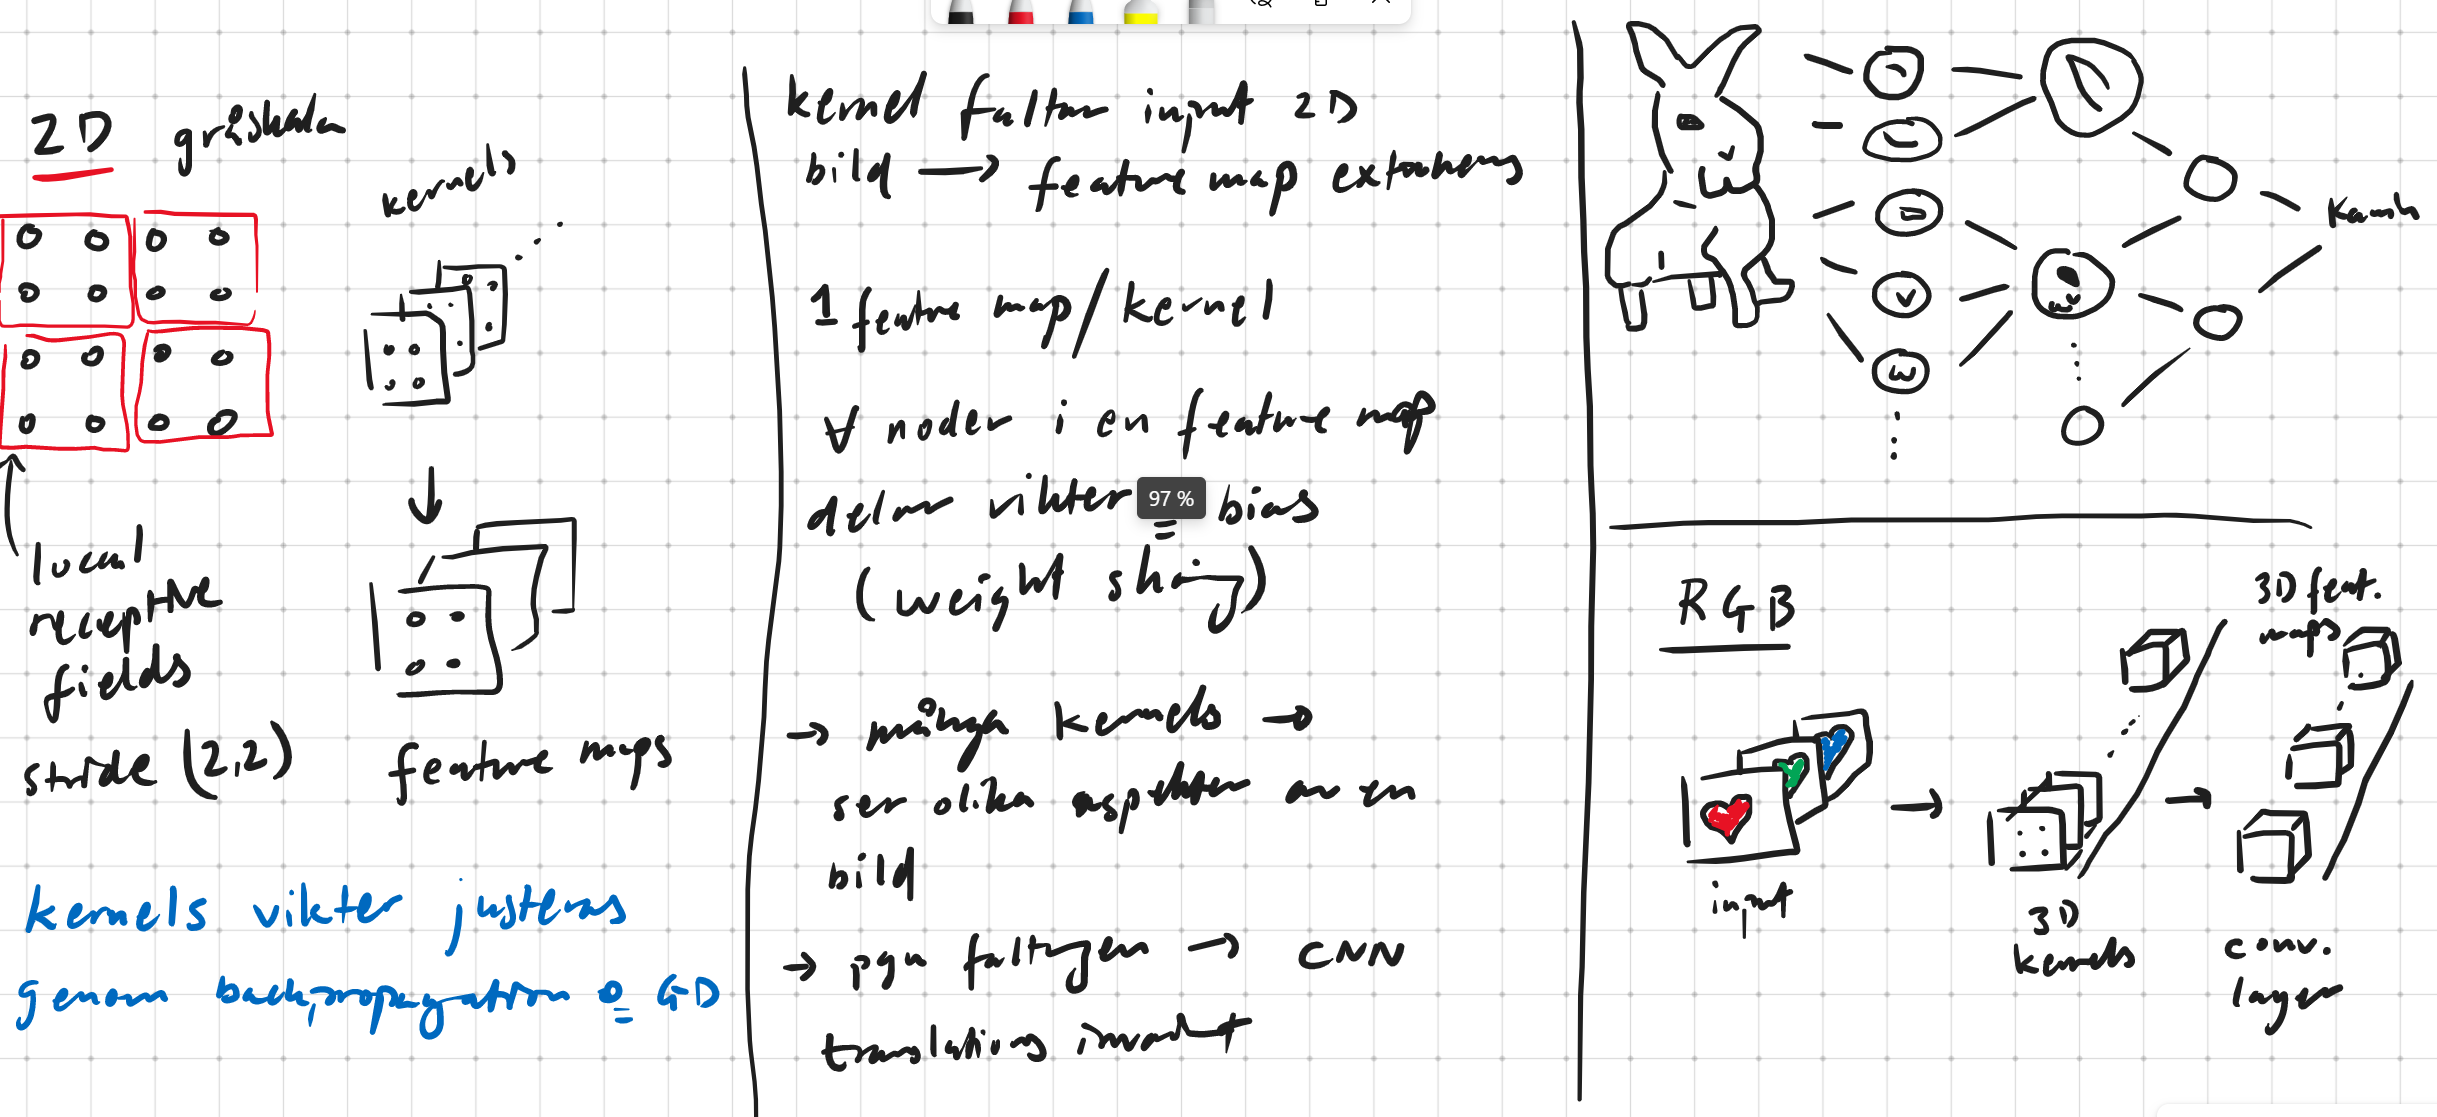 2D gråskala
kernels
local
receptive
fields
stride (2,2)
feature maps
kernels vikter justeras
genom backpropagation o GD
kernel faltar input 2D
bild → feature map extraheras
1 feature map/kernel
∀ noder i en feature map
delar vikter bias
97 %
(weight sharing)
→ många kernels →
ser olika aspekter av en
bild
→ pga faltningen → CNN
translations invariant
Kanin
RGB
3D feat.
maps
input
3D
kernels
conv.
layer